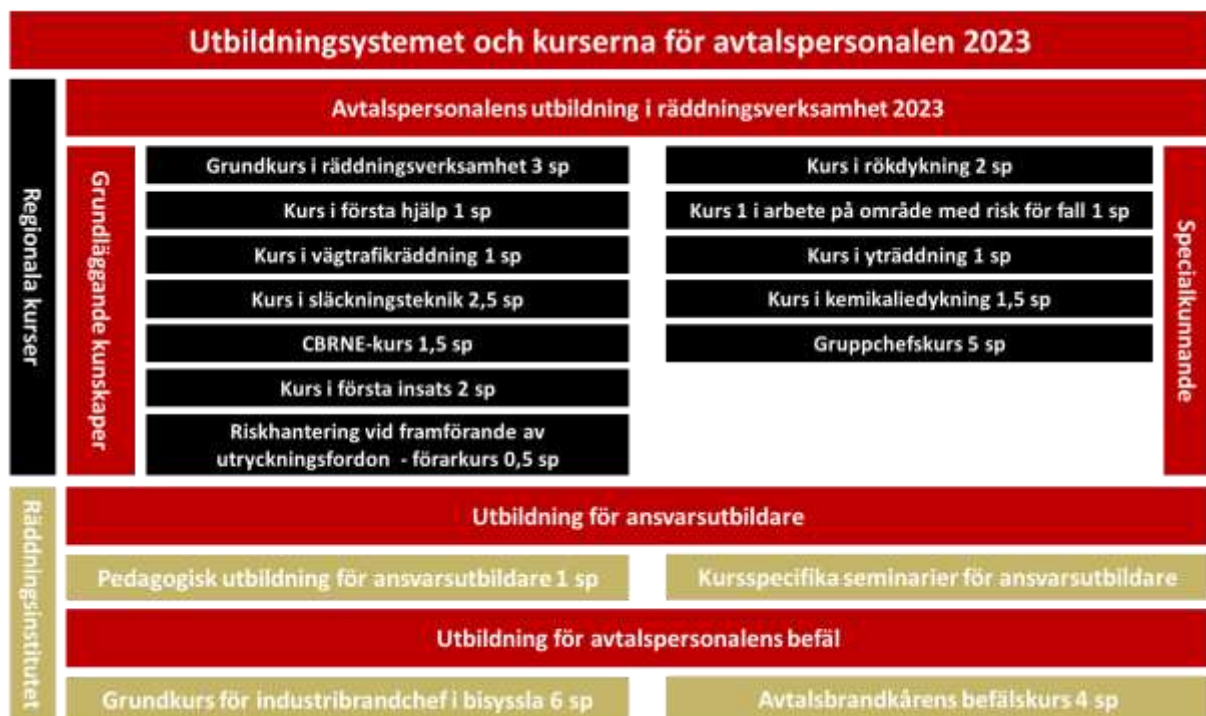 Utbildningsystemet och kurserna för avtalspersonalen 2023
Regionala kurser
Avtalspersonalens utbildning i räddningsverksamhet 2023
Grundläggande kunskaper
Grundkurs i räddningsverksamhet 3 sp
Kurs i första hjälp 1 sp
Kurs i vägtrafikräddning 1 sp
Kurs i släckningsteknik 2,5 sp
CBRNE-kurs 1,5 sp
Kurs i första insats 2 sp
Riskhantering vid framförande av
utryckningsfordon - förarkurs 0,5 sp
Kurs i rökdykning 2 sp
Kurs 1 i arbete på område med risk för fall 1 sp
Kurs i yträddning 1 sp
Kurs i kemikaliedykning 1,5 sp
Gruppchefskurs 5 sp
Specialkunnande
Räddningsinstitutet
Utbildning för ansvarsutbildare
Pedagogisk utbildning för ansvarsutbildare 1 sp
Kursspecifika seminarier för ansvarsutbildare
Utbildning för avtalspersonalens befäl
Grundkurs för industribrandchef i bisyssla 6 sp
Avtalsbrandkårens befälskurs 4 sp